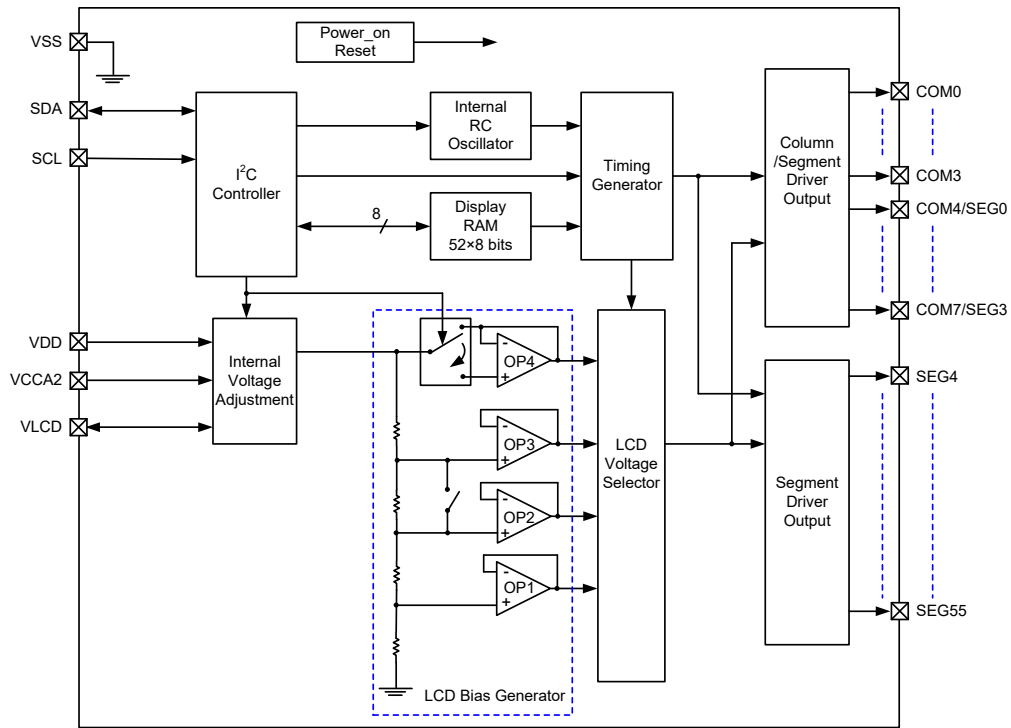 Power_on
Reset
VSS
SDA
SCL
I²C
Controller
Internal
RC
Oscillator
8
Display
RAM
52×8 bits
Timing
Generator
Column
/Segment
Driver
Output
COM0
COM3
COM4/SEG0
COM7/SEG3
VDD
VCCA2
VLCD
Internal
Voltage
Adjustment
-
+
OP4
-
+
OP3
-
+
OP2
-
+
OP1
LCD Bias Generator
LCD
Voltage
Selector
Segment
Driver
Output
SEG4
SEG55